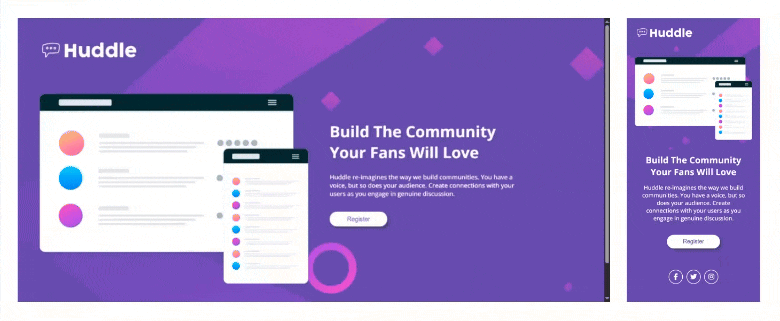 Huddle
Build The Community
Your Fans Will Love
Huddle re-imagines the way we build communities. You have a
voice, but so does your audience. Create connections with your
users as you engage in genuine discussion.
Register
Huddle
Build The Community
Your Fans Will Love
Huddle re-imagines the way we build
communities. You have a voice, but so
does your audience. Create
connections with your users as you
engage in genuine discussion.
Register